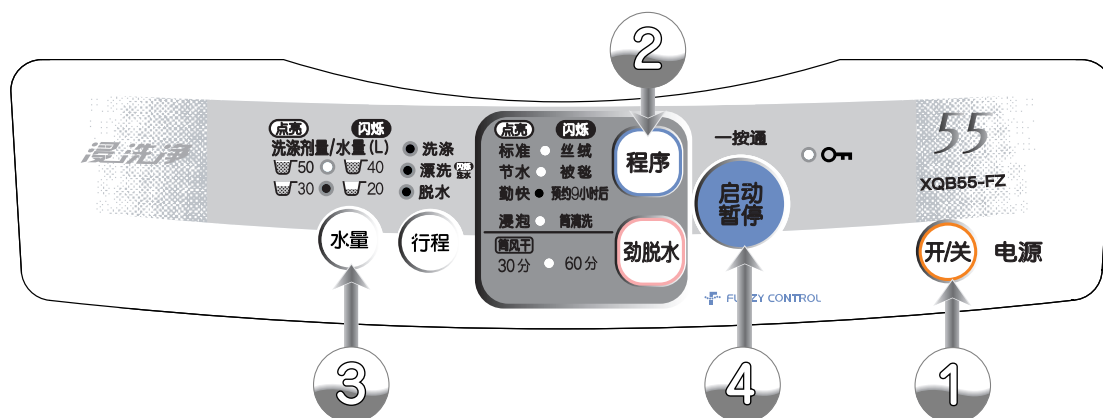 2
浸洗净
点亮 闪烁
洗涤剂量/水量(L)
50 40
30 20
洗涤
漂洗 闪烁注水
脱水
水量
行程
点亮 闪烁
标准 丝绒
节水 被毯
勤快 预约9小时后
浸泡 筒清洗
筒风干
30分 60分
程序
劲脱水
一按通
启动
暂停
FUZZY CONTROL
55
XQB55-FZ
开/关 电源
3
4
1